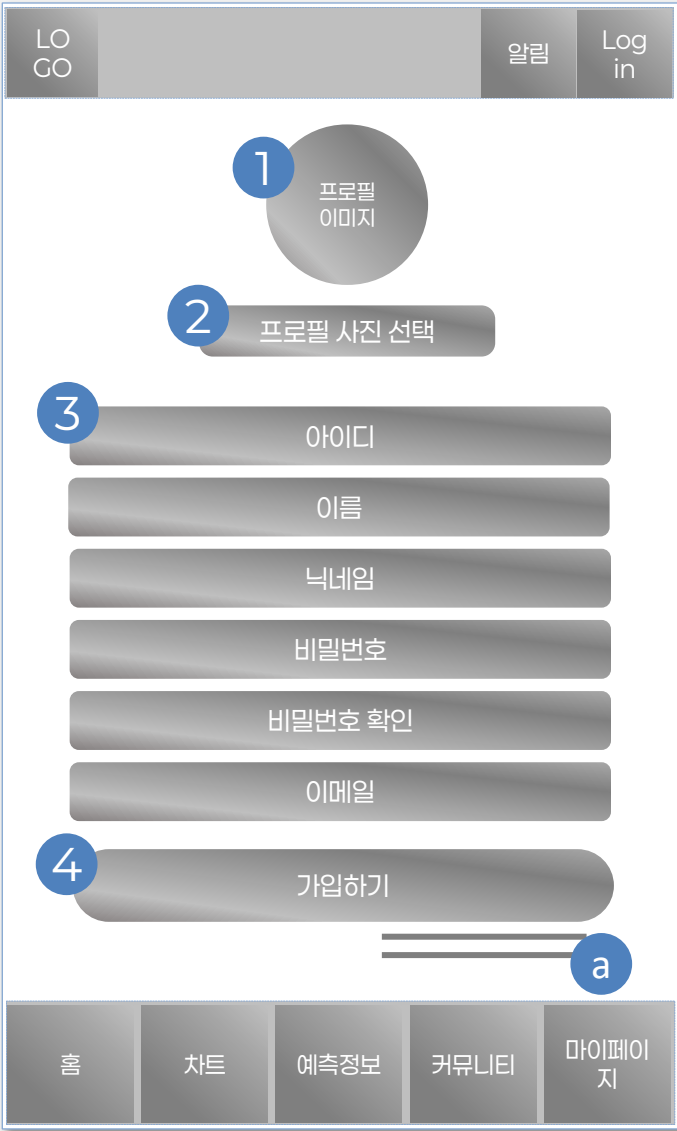 LO
GO
알림
Log
in
1
프로필
이미지
2
프로필 사진 선택
3
아이디
이름
닉네임
비밀번호
비밀번호 확인
이메일
4
가입하기
a
홈
차트
예측정보
커뮤니티
마이페이
지